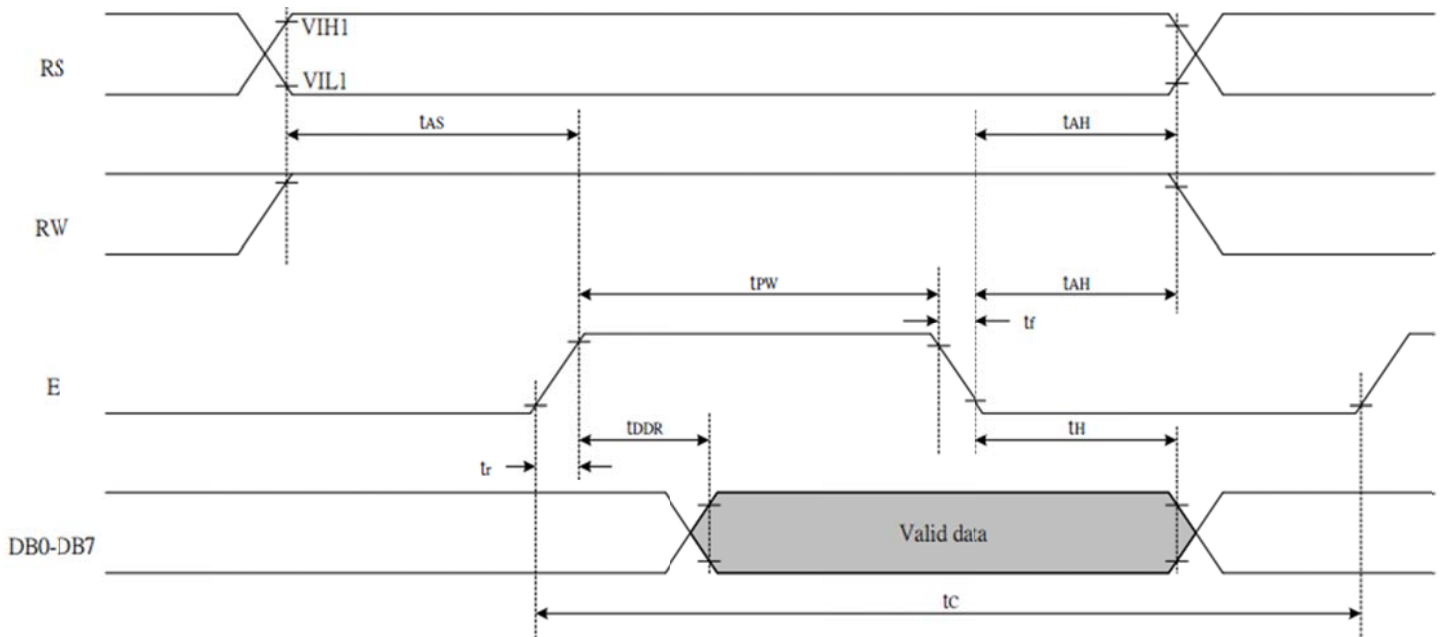 RS
VIH1
VIL1
tAS
tAH
RW
tPW
tAH
tf
E
tDDR
tH
tr
DB0-DB7
Valid data
tC